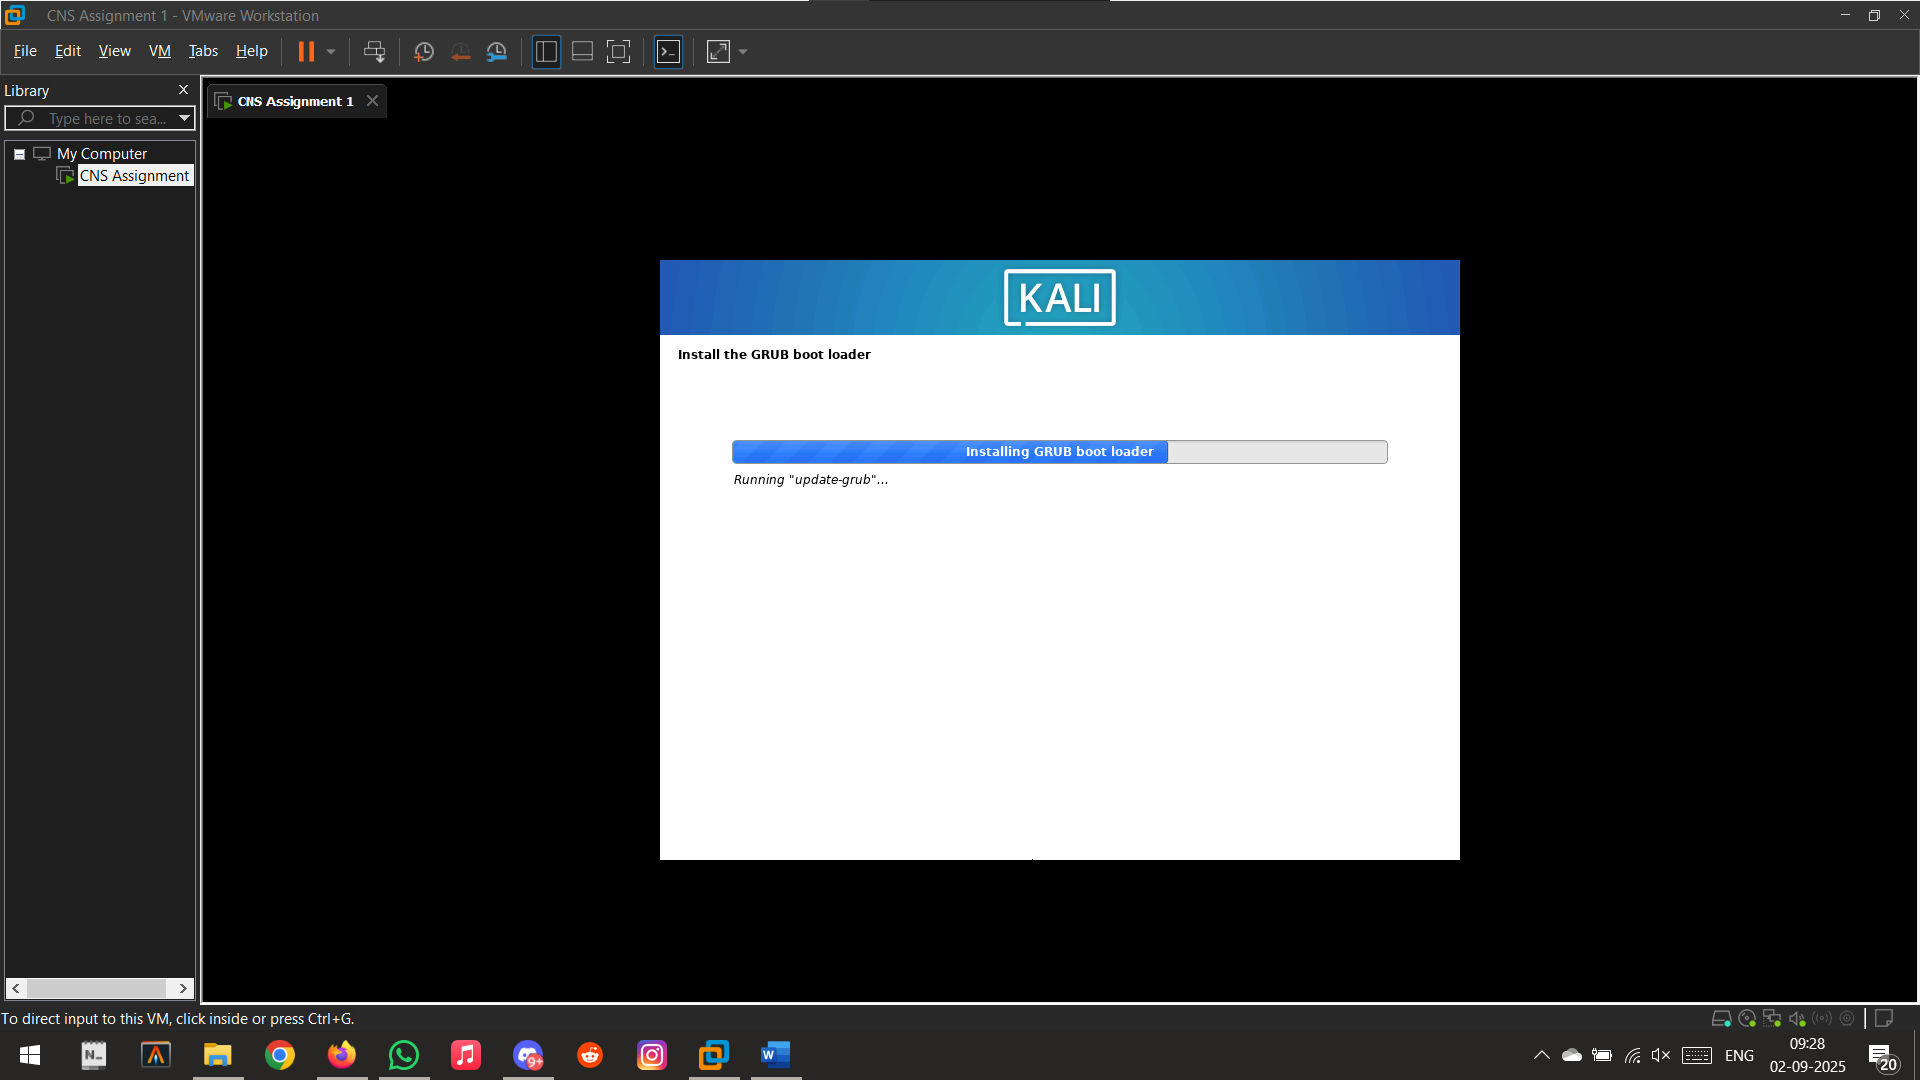 CNS Assignment 1 - VMware Workstation
File Edit View VM Tabs Help
Library
Type here to sea...
My Computer
CNS Assignment
CNS Assignment 1
KALI
Install the GRUB boot loader
Installing GRUB boot loader
Running "update-grub"...
To direct input to this VM, click inside or press Ctrl+G.
N_
9+
W
ENG
09:28
02-09-2025
20